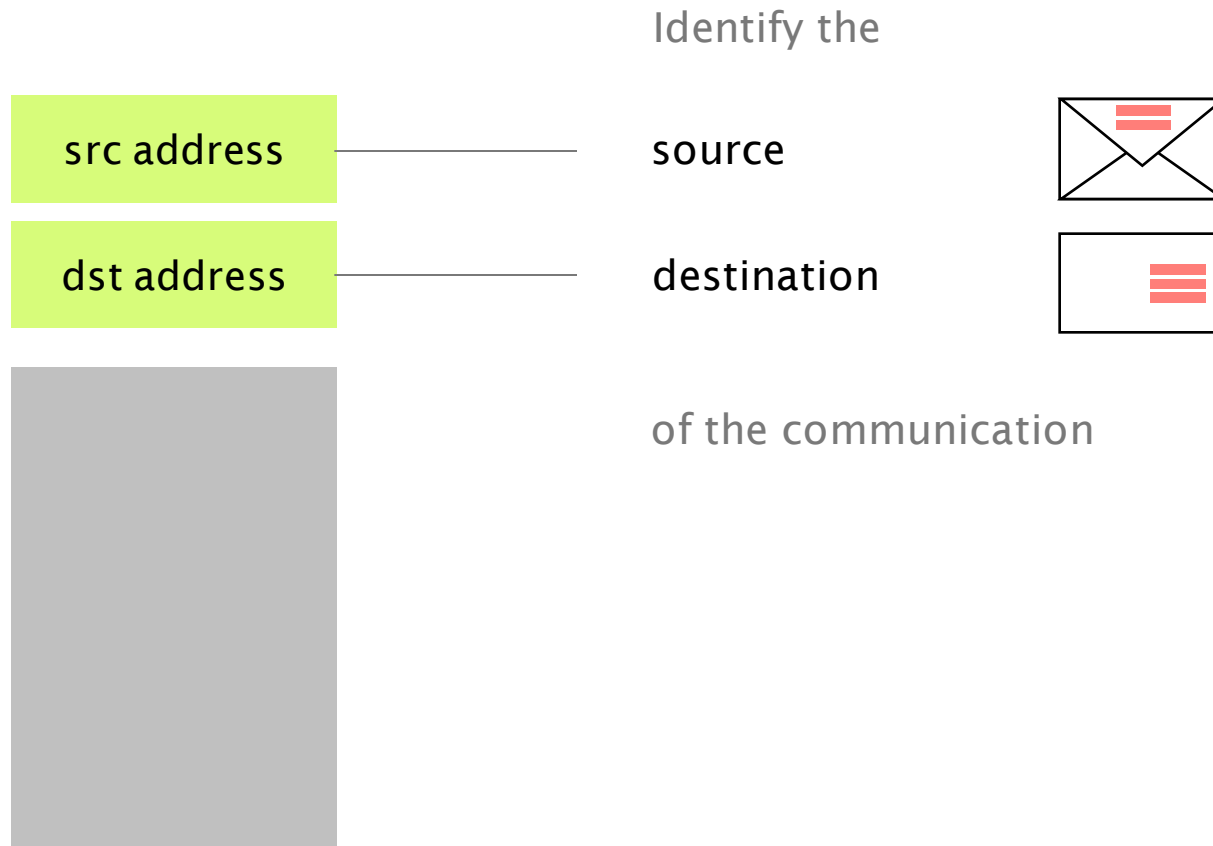 Identify the
src address
source
dst address
destination
of the communication